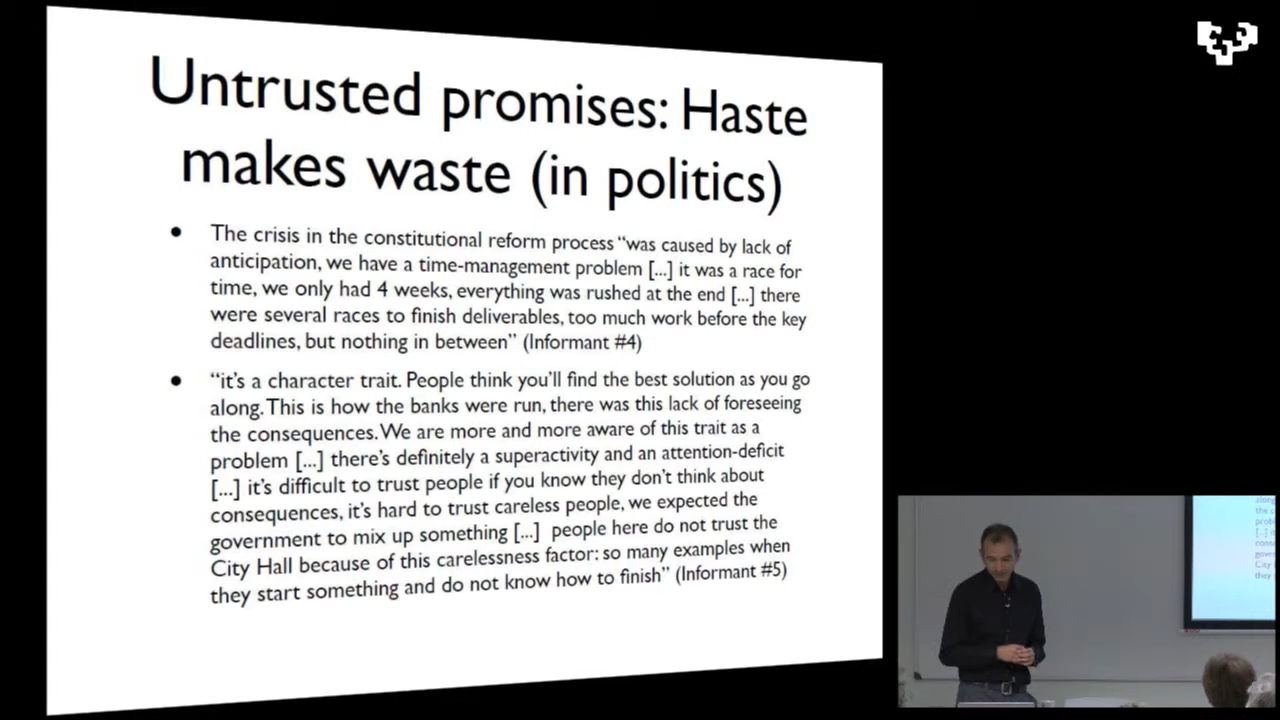 Untrusted promises: Haste
makes waste (in politics)
• The crisis in the constitutional reform process “was caused by lack of
anticipation, we have a time-management problem [...] it was a race for
time, we only had 4 weeks, everything was rushed at the end [...] there
were several races to finish deliverables, too much work before the key
deadlines, but nothing in between” (Informant #4)
• “it’s a character trait. People think you’ll find the best solution as you go
along. This is how the banks were run, there was this lack of foreseeing
the consequences. We are more and more aware of this trait as a
problem [...] there’s definitely a superactivity and an attention-deficit
[...] it’s difficult to trust people if you know they don’t think about
consequences, it’s hard to trust careless people, we expected the
government to mix up something [...] people here do not trust the
City Hall because of this carelessness factor: so many examples when
they start something and do not know how to finish” (Informant #5)